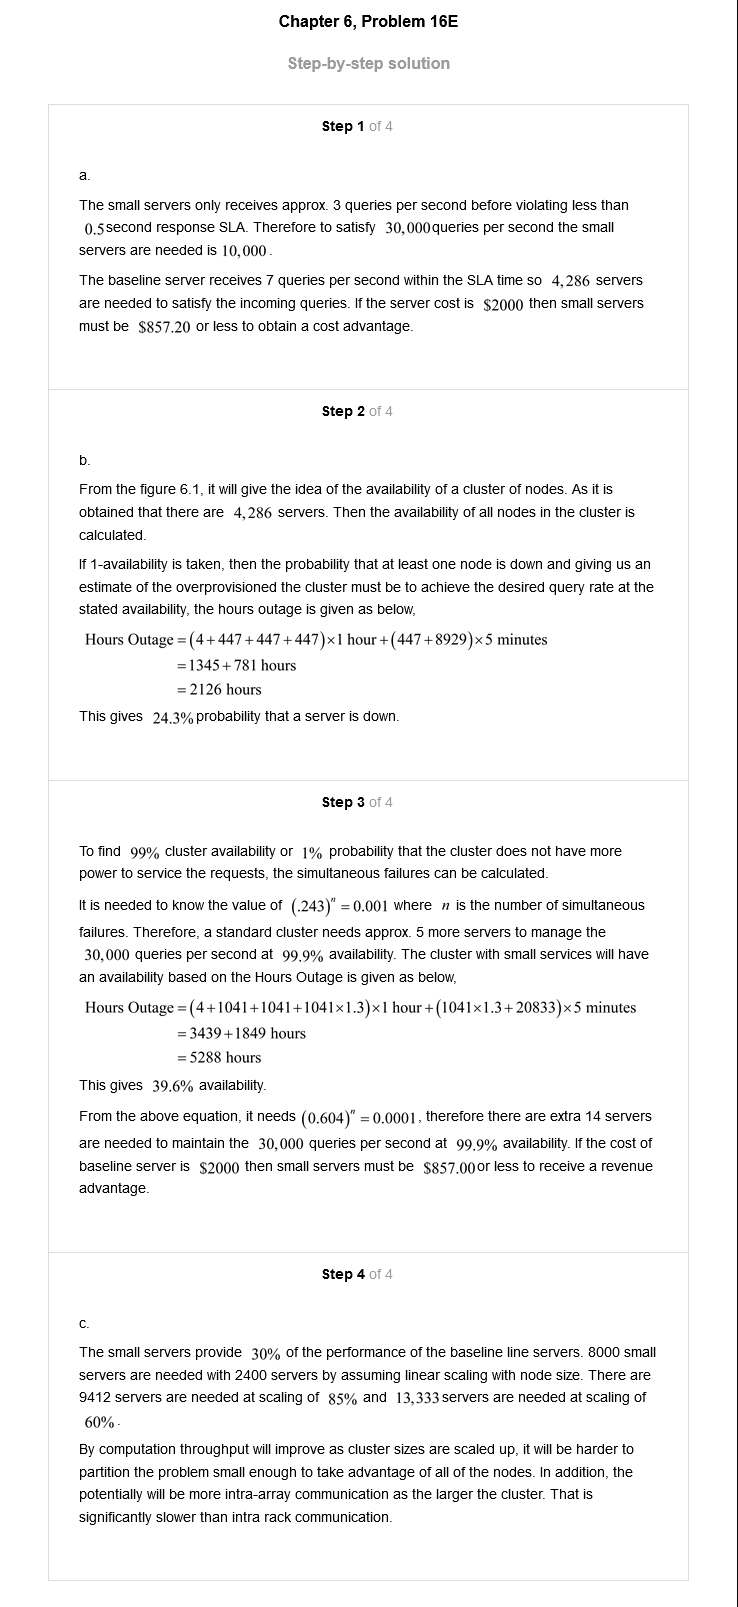 Chapter 6, Problem 16E
Step-by-step solution
Step 1 of 4
a.
The small servers only receives approx. 3 queries per second before violating less than
0.5 second response SLA. Therefore to satisfy 30,000 queries per second the small
servers are needed is 10,000.
The baseline server receives 7 queries per second within the SLA time so 4,286 servers
are needed to satisfy the incoming queries. If the server cost is $2000 then small servers
must be $857.20 or less to obtain a cost advantage.
Step 2 of 4
b.
From the figure 6.1, it will give the idea of the availability of a cluster of nodes. As it is
obtained that there are 4,286 servers. Then the availability of all nodes in the cluster is
calculated.
If 1-availability is taken, then the probability that at least one node is down and giving us an
estimate of the overprovisioned the cluster must be to achieve the desired query rate at the
stated availability, the hours outage is given as below,
Hours Outage = (4+447+447+447)×1 hour+(447+8929)×5 minutes
=1345+781 hours
= 2126 hours
This gives 24.3% probability that a server is down.
Step 3 of 4
To find 99% cluster availability or 1% probability that the cluster does not have more
power to service the requests, the simultaneous failures can be calculated.
It is needed to know the value of (.243)ⁿ = 0.001 where n is the number of simultaneous
failures. Therefore, a standard cluster needs approx. 5 more servers to manage the
30,000 queries per second at 99.9% availability. The cluster with small services will have
an availability based on the Hours Outage is given as below,
Hours Outage = (4+1041+1041+1041×1.3)×1 hour+(1041×1.3+20833)×5 minutes
=3439+1849 hours
=5288 hours
This gives 39.6% availability.
From the above equation, it needs (0.604)ⁿ = 0.0001, therefore there are extra 14 servers
are needed to maintain the 30,000 queries per second at 99.9% availability. If the cost of
baseline server is $2000 then small servers must be $857.00 or less to receive a revenue
advantage.
Step 4 of 4
c.
The small servers provide 30% of the performance of the baseline line servers. 8000 small
servers are needed with 2400 servers by assuming linear scaling with node size. There are
9412 servers are needed at scaling of 85% and 13,333 servers are needed at scaling of
60%.
By computation throughput will improve as cluster sizes are scaled up, it will be harder to
partition the problem small enough to take advantage of all of the nodes. In addition, the
potentially will be more intra-array communication as the larger the cluster. That is
significantly slower than intra rack communication.